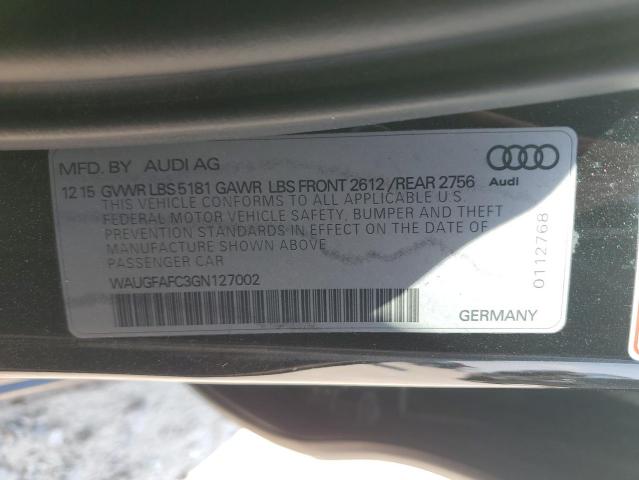 MFD. BY AUDI AG
12 15 GVWR LBS 5181 GAWR LBS FRONT 2612 / REAR 2756
THIS VEHICLE CONFORMS TO ALL APPLICABLE U.S.
FEDERAL MOTOR VEHICLE SAFETY, BUMPER AND THEFT
PREVENTION STANDARDS IN EFFECT ON THE DATE OF
MANUFACTURE SHOWN ABOVE
PASSENGER CAR
WAUGFAFC3GN127002
Audi
0112768
GERMANY